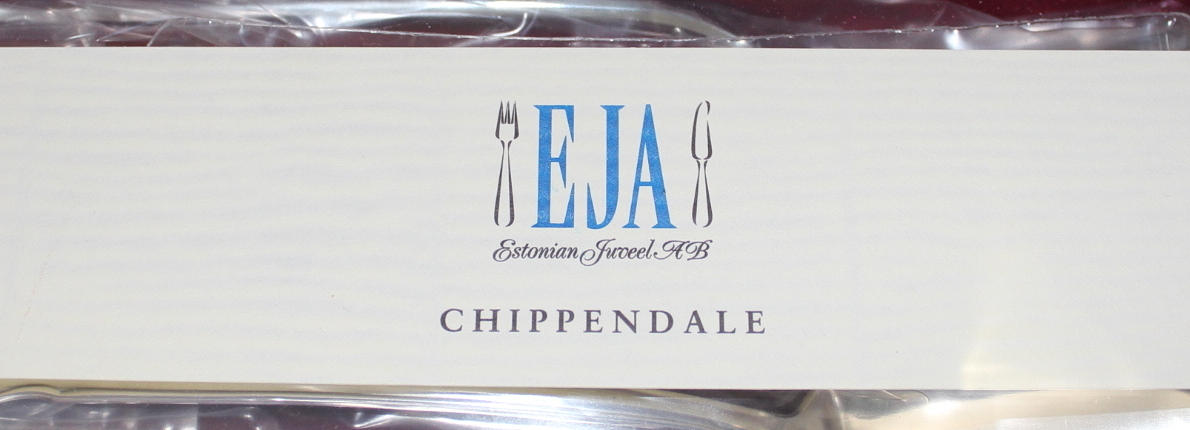 EJA
Estonian Juveel AB
CHIPPENDALE